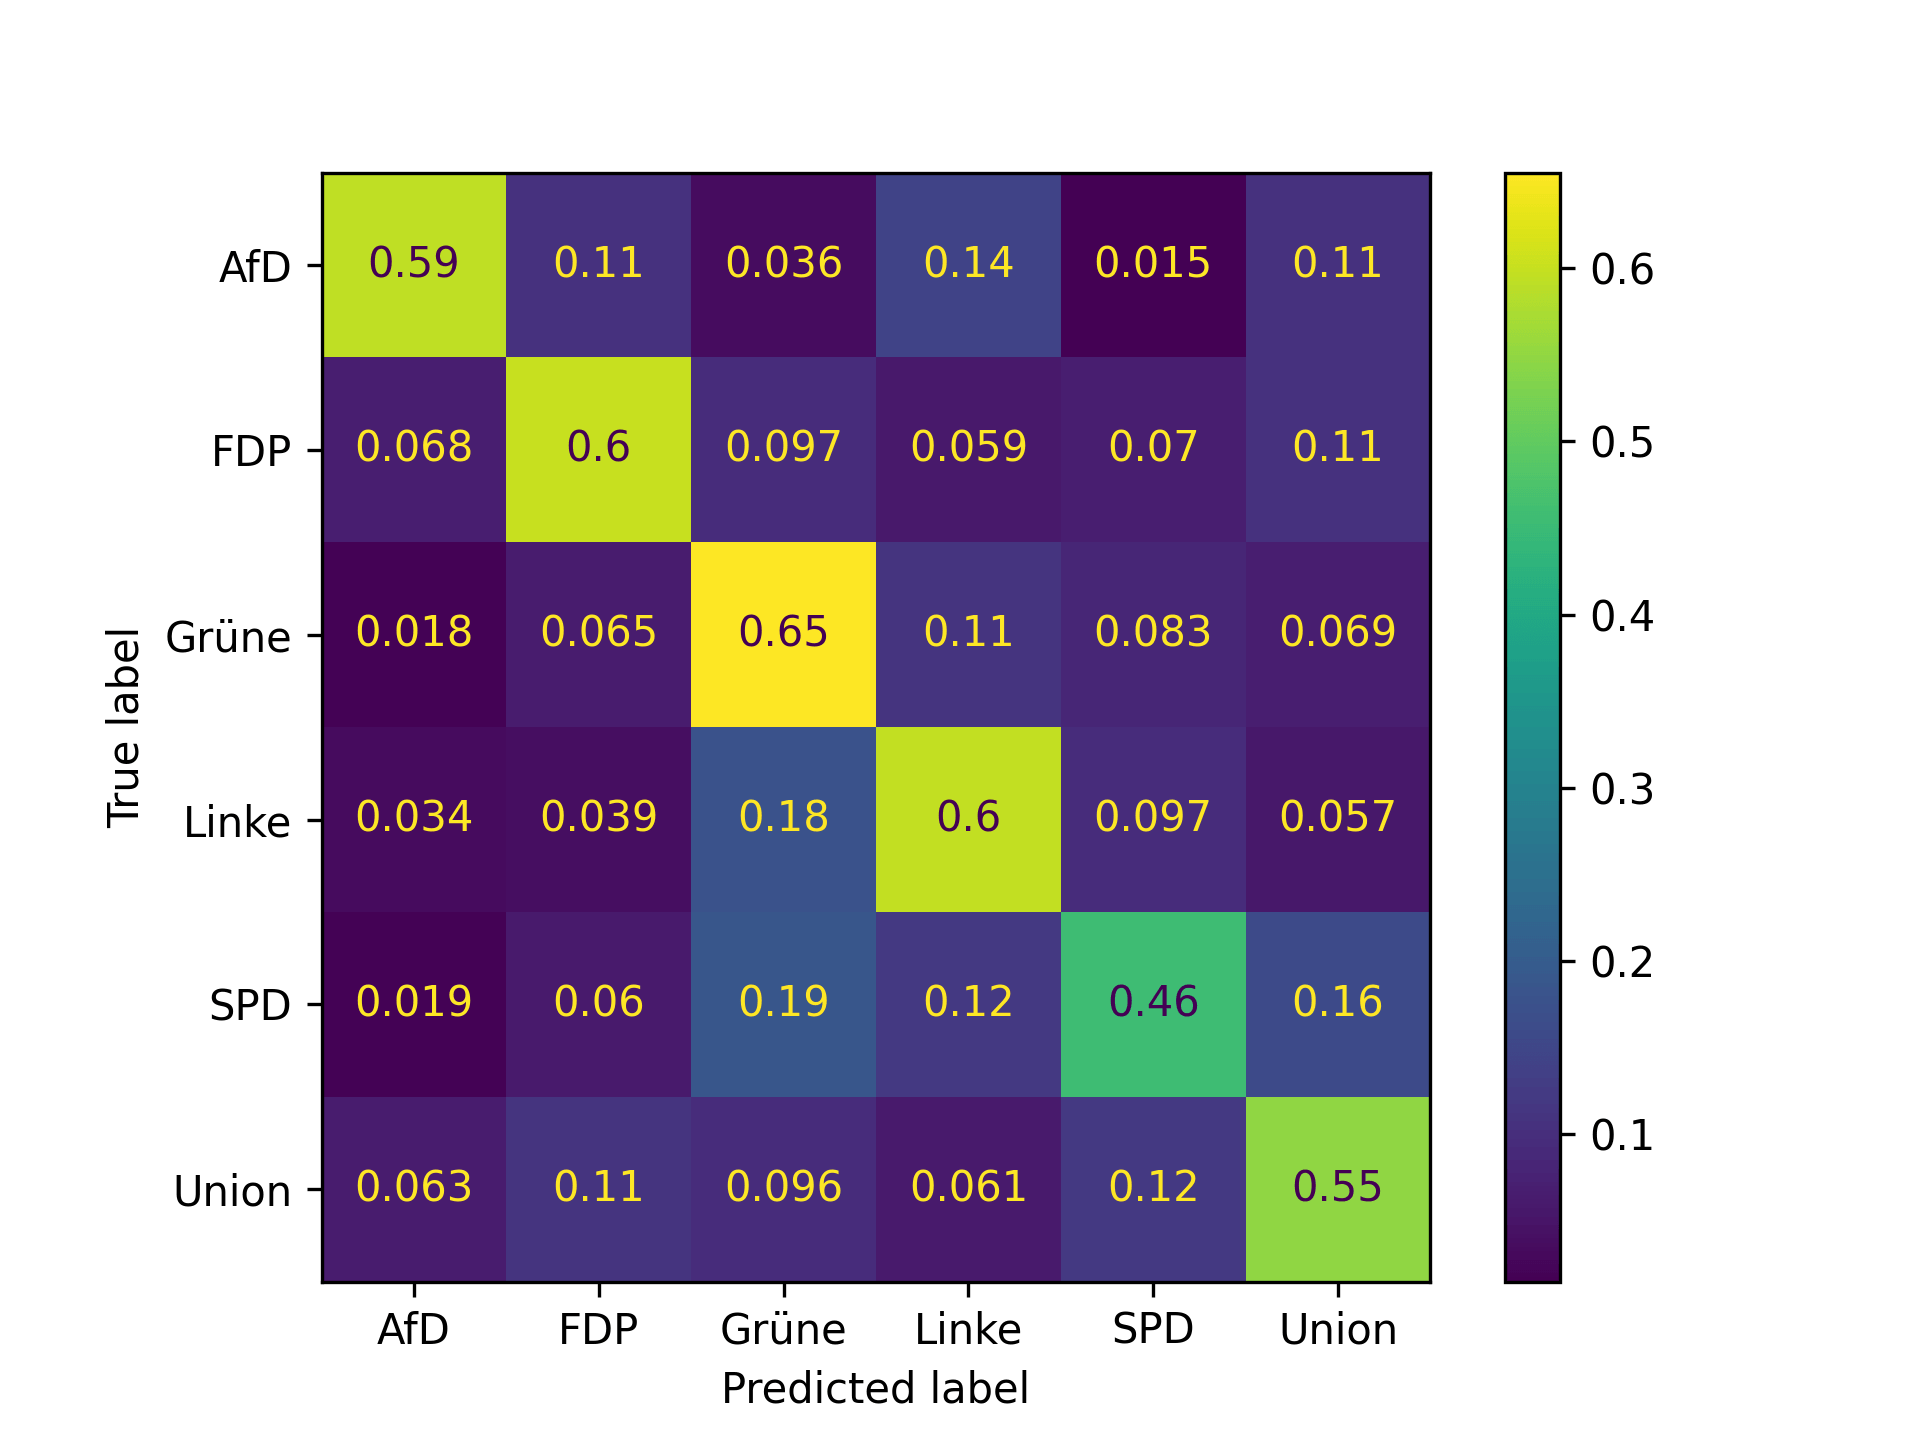 AfD 0.59 0.11 0.036 0.14 0.015 0.11
FDP 0.068 0.6 0.097 0.059 0.07 0.11
Grüne 0.018 0.065 0.65 0.11 0.083 0.069
Linke 0.034 0.039 0.18 0.6 0.097 0.057
SPD 0.019 0.06 0.19 0.12 0.46 0.16
Union 0.063 0.11 0.096 0.061 0.12 0.55
AfD FDP Grüne Linke SPD Union
Predicted label
True label
0.6
0.5
0.4
0.3
0.2
0.1